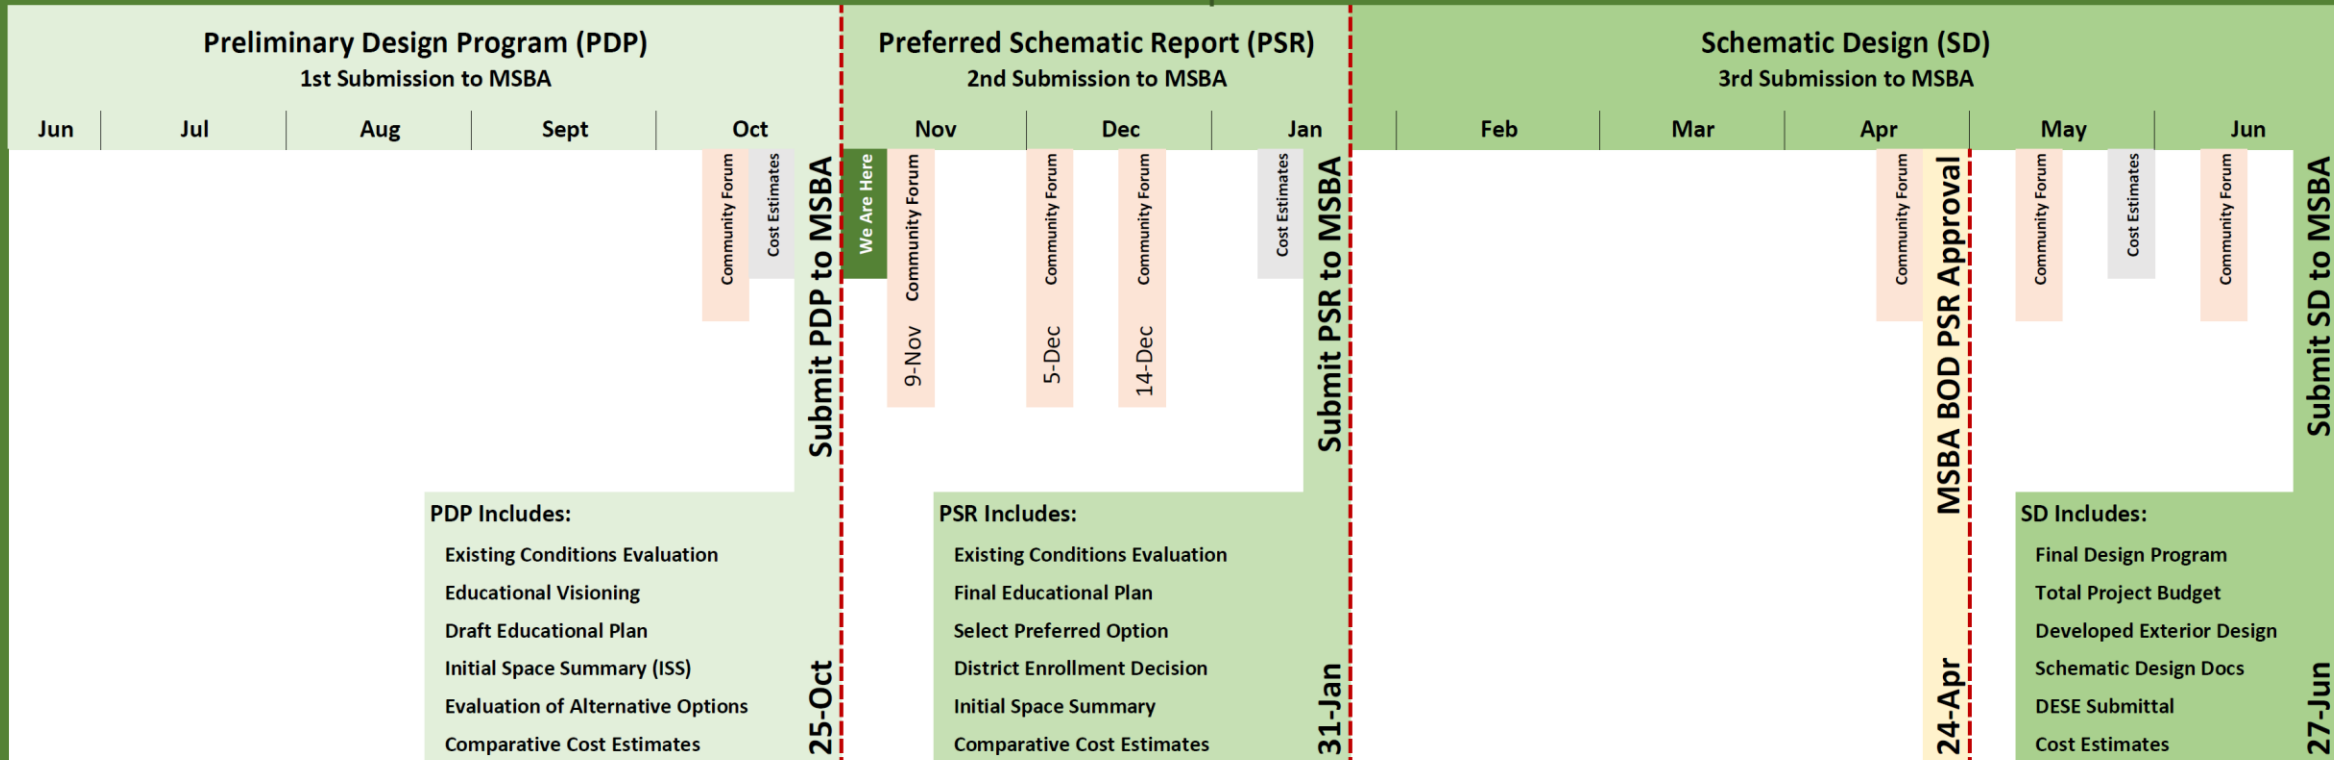 Preliminary Design Program (PDP)
1st Submission to MSBA
Preferred Schematic Report (PSR)
2nd Submission to MSBA
Schematic Design (SD)
3rd Submission to MSBA
Jun
Jul
Aug
Sept
Oct
Nov
Dec
Jan
Feb
Mar
Apr
May
Jun
Community Forum
Cost Estimates
Submit PDP to MSBA
25-Oct
We Are Here
Community Forum
9-Nov
Community Forum
5-Dec
Community Forum
14-Dec
Cost Estimates
Submit PSR to MSBA
31-Jan
Community Forum
MSBA BOD PSR Approval
24-Apr
Community Forum
Cost Estimates
Community Forum
Submit SD to MSBA
27-Jun
PDP Includes:
Existing Conditions Evaluation
Educational Visioning
Draft Educational Plan
Initial Space Summary (ISS)
Evaluation of Alternative Options
Comparative Cost Estimates
PSR Includes:
Existing Conditions Evaluation
Final Educational Plan
Select Preferred Option
District Enrollment Decision
Initial Space Summary
Comparative Cost Estimates
SD Includes:
Final Design Program
Total Project Budget
Developed Exterior Design
Schematic Design Docs
DESE Submittal
Cost Estimates